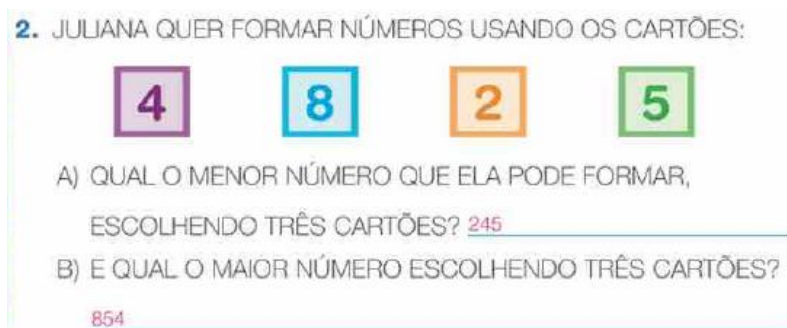 2. JULIANA QUER FORMAR NÚMEROS USANDO OS CARTÕES:
4 8 2 5
A) QUAL O MENOR NÚMERO QUE ELA PODE FORMAR,
ESCOLHENDO TRÊS CARTÕES? 245
B) E QUAL O MAIOR NÚMERO ESCOLHENDO TRÊS CARTÕES?
854